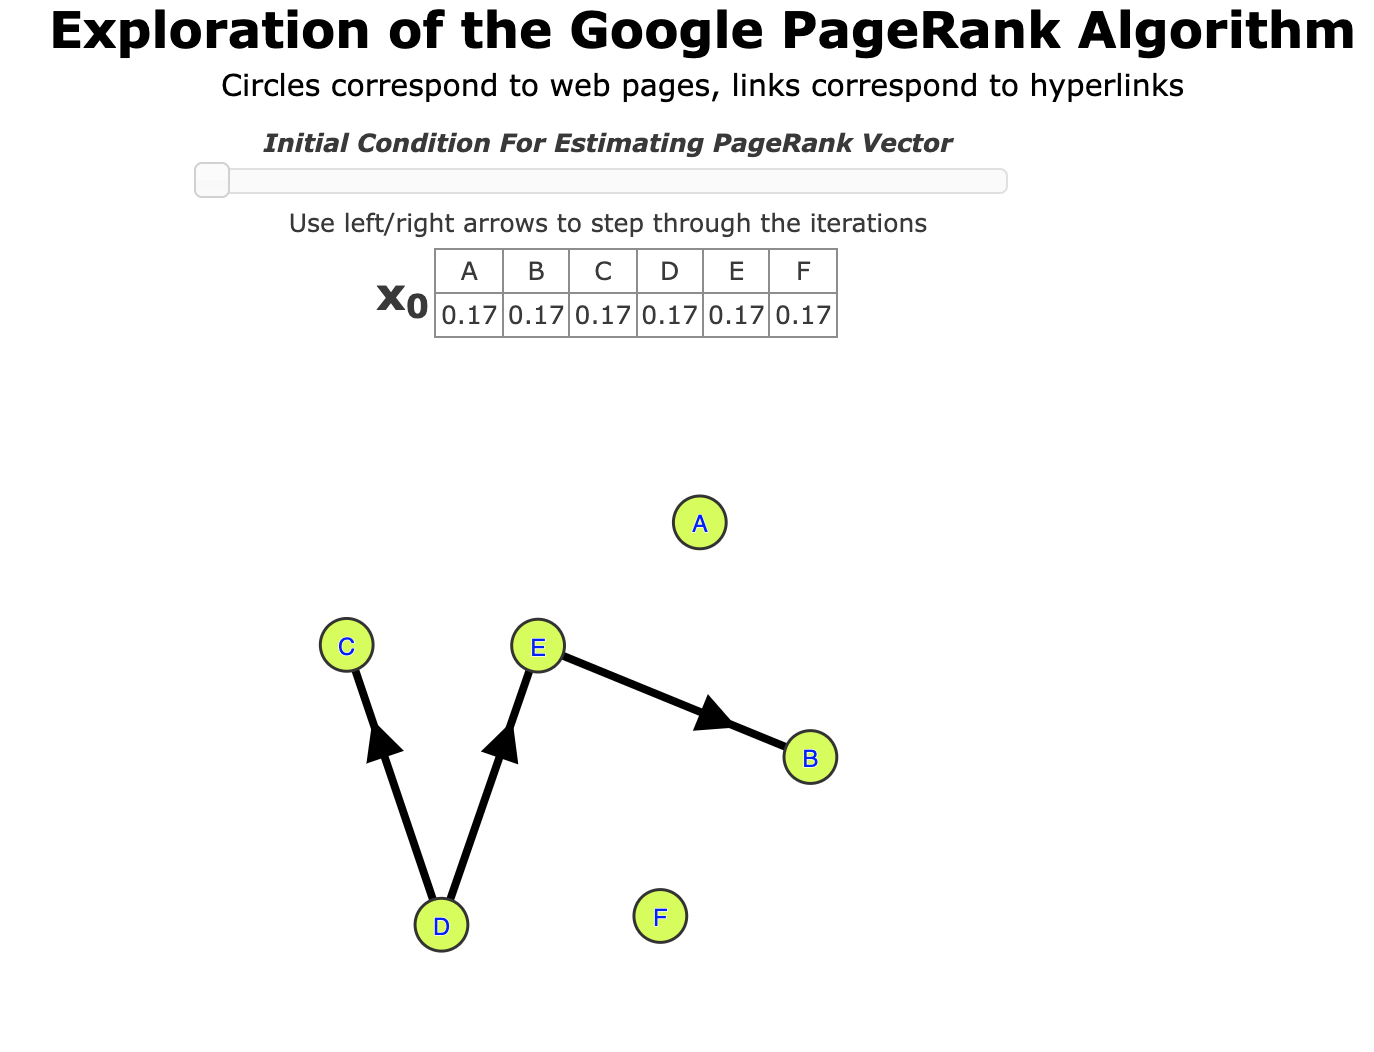 Exploration of the Google PageRank Algorithm
Circles correspond to web pages, links correspond to hyperlinks
Initial Condition For Estimating PageRank Vector
Use left/right arrows to step through the iterations
A B C D E F
x0 0.17 0.17 0.17 0.17 0.17 0.17
A
C E
B
D F